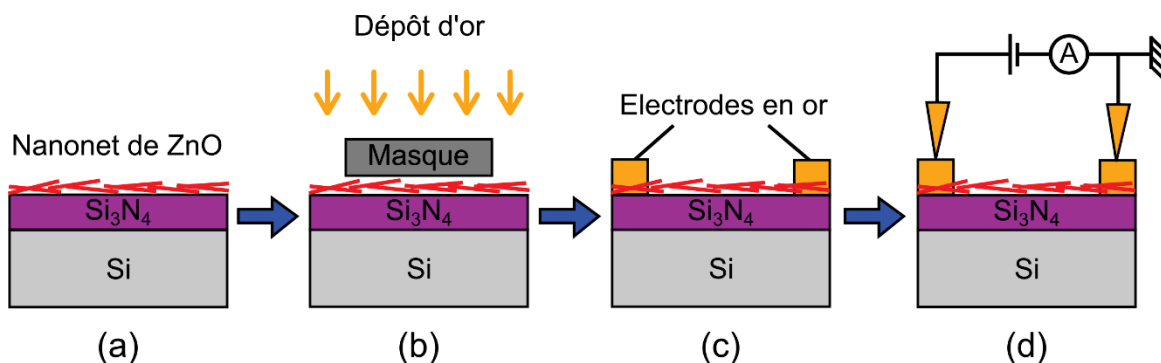 Dépôt d'or
A
Nanonet de ZnO
Electrodes en or
Masque
Si₃N₄
Si₃N₄
Si₃N₄
Si₃N₄
Si
Si
Si
Si
(a)
(b)
(c)
(d)